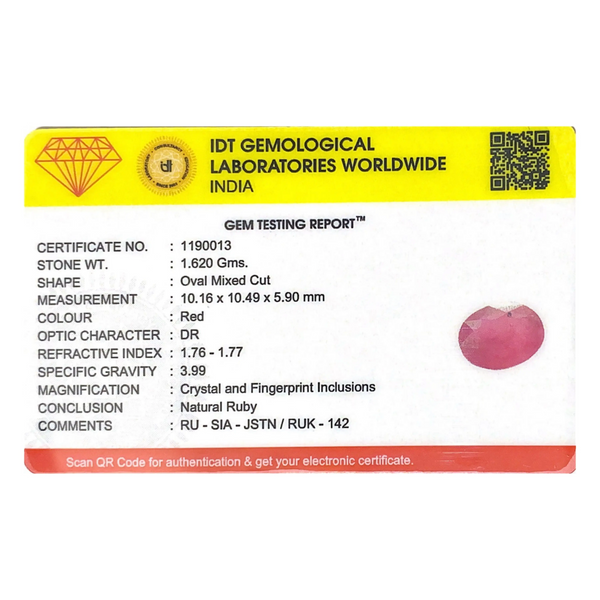 IDT GEMOLOGICAL
LABORATORIES WORLDWIDE
INDIA
GEM TESTING REPORT™
CERTIFICATE NO. : 1190013
STONE WT. : 1.620 Gms.
SHAPE : Oval Mixed Cut
MEASUREMENT : 10.16 x 10.49 x 5.90 mm
COLOUR : Red
OPTIC CHARACTER : DR
REFRACTIVE INDEX : 1.76 - 1.77
SPECIFIC GRAVITY : 3.99
MAGNIFICATION : Crystal and Fingerprint Inclusions
CONCLUSION : Natural Ruby
COMMENTS : RU - SIA - JSTN / RUK - 142
Scan QR Code for authentication & get your electronic certificate.